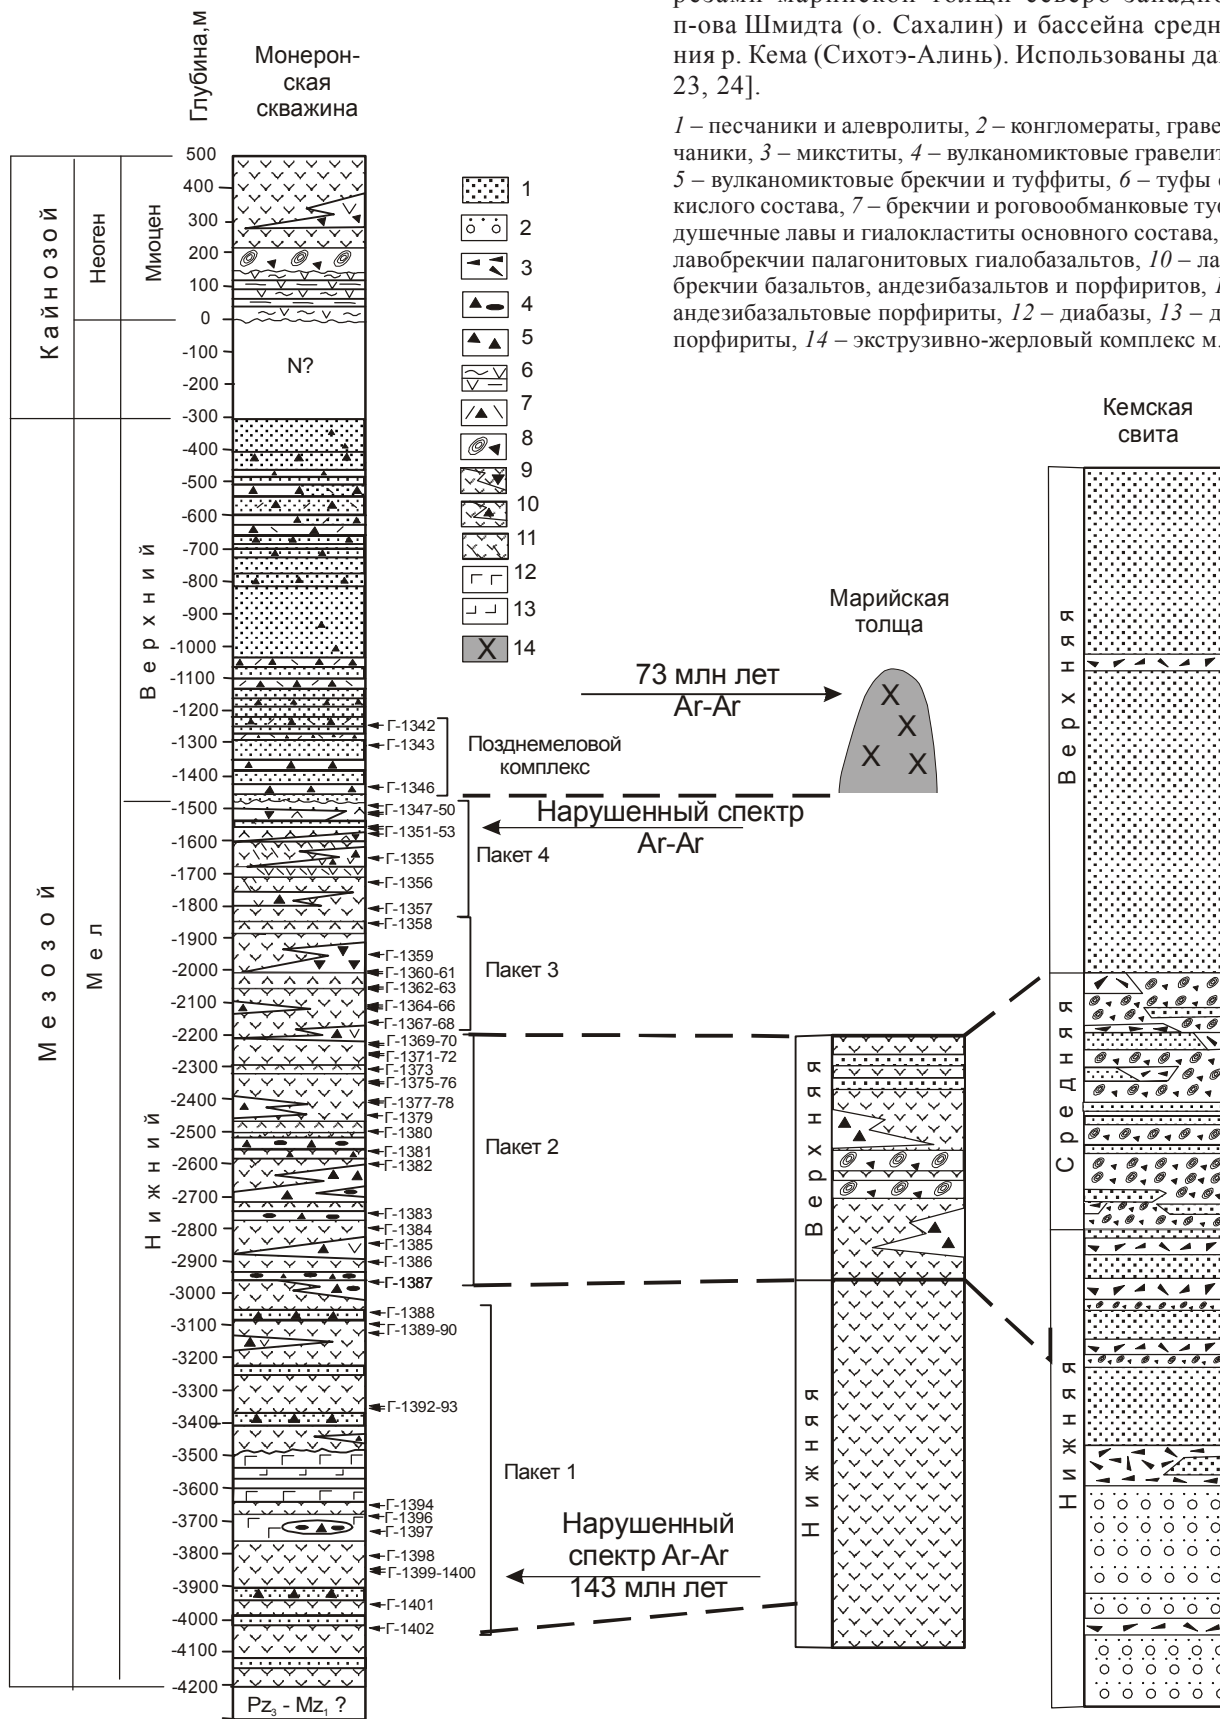 резами марийской толщи северо-западно
п-ова Шмидта (о. Сахалин) и бассейна средн
ния р. Кема (Сихотэ-Алинь). Использованы да
23, 24].
1 – песчаники и алевролиты, 2 – конгломераты, граве
чаники, 3 – микститы, 4 – вулканомиктовые гравелит
5 – вулканомиктовые брекчии и туффиты, 6 – туфы
кислого состава, 7 – брекчии и роговообманковые ту
душечные лавы и гиалокластиты основного состава,
лавобрекчии палагонитовых гиалобазальтов, 10 – ла
брекчии базальтов, андезибазальтов и порфиритов, 1
андезибазальтовые порфириты, 12 – диабазы, 13 – д
порфириты, 14 – экструзивно-жерловый комплекс м.
Глубина,м
Монерон-
ская
скважина
500
400
300
200
100
0
-100
-200
-300
-400
-500
-600
-700
-800
-900
-1000
-1100
-1200
-1300
-1400
-1500
-1600
-1700
-1800
-1900
-2000
-2100
-2200
-2300
-2400
-2500
-2600
-2700
-2800
-2900
-3000
-3100
-3200
-3300
-3400
-3500
-3600
-3700
-3800
-3900
-4000
-4100
-4200
Кайнозой
Неоген
Миоцен
Мезозой
Мел
Верхний
Нижний
N?
Pz₃ - Mz₁ ?
1
2
3
4
5
6
7
8
9
10
11
12
13
14
Г-1342
Г-1343
Г-1346
Г-1347-50
Г-1351-53
Г-1355
Г-1356
Г-1357
Г-1358
Г-1359
Г-1360-61
Г-1362-63
Г-1364-66
Г-1367-68
Г-1369-70
Г-1371-72
Г-1373
Г-1375-76
Г-1377-78
Г-1379
Г-1380
Г-1381
Г-1382
Г-1383
Г-1384
Г-1385
Г-1386
Г-1387
Г-1388
Г-1389-90
Г-1392-93
Г-1394
Г-1396
Г-1397
Г-1398
Г-1399-1400
Г-1401
Г-1402
Позднемеловой
комплекс
Пакет 4
Пакет 3
Пакет 2
Пакет 1
73 млн лет
Ar-Ar
Нарушенный спектр
Ar-Ar
Нарушенный
спектр Ar-Ar
143 млн лет
Марийская
толща
X
X
X
X
X
Верхняя
Нижняя
Кемская
свита
Верхняя
Средняя
Нижняя